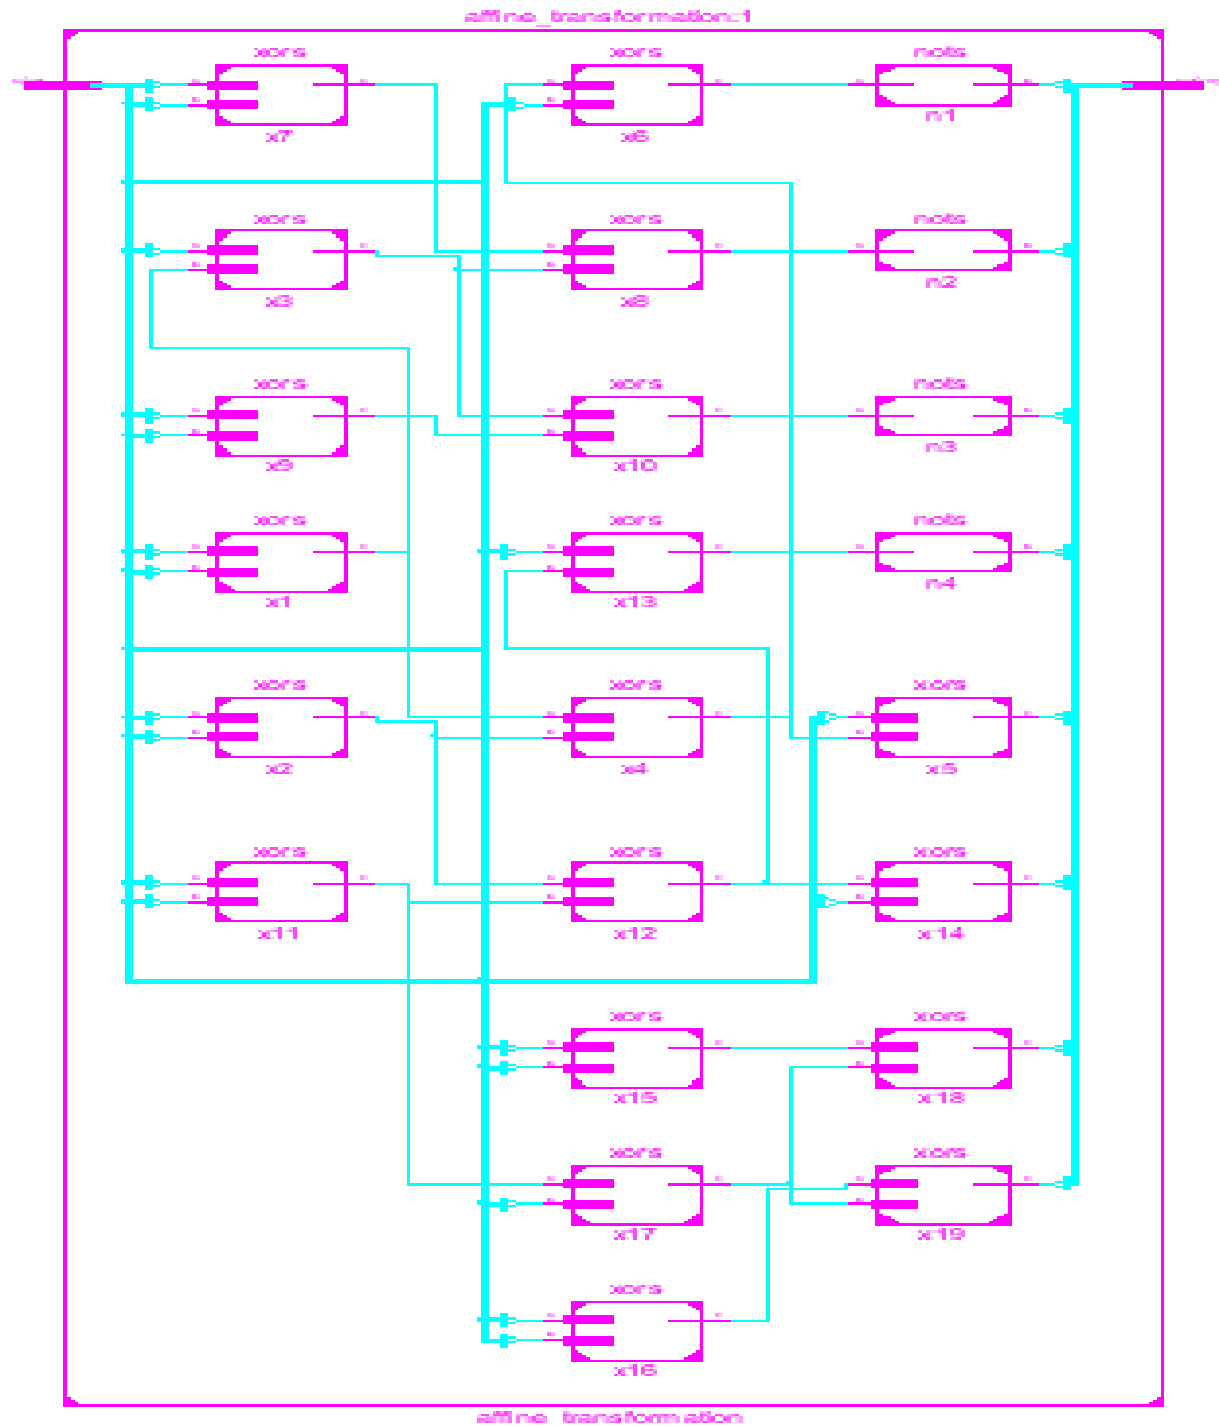 affine_transformation:1
xors xors nots
x7 x6 n1
xors xors nots
x3 x8 n2
xors xors nots
x9 x10 n3
xors xors nots
x1 x13 n4
xors xors xors
x2 x4 x5
xors xors xors
x11 x12 x14
xors xors
x15 x18
xors xors
x17 x19
xors
x16
affine_transformation